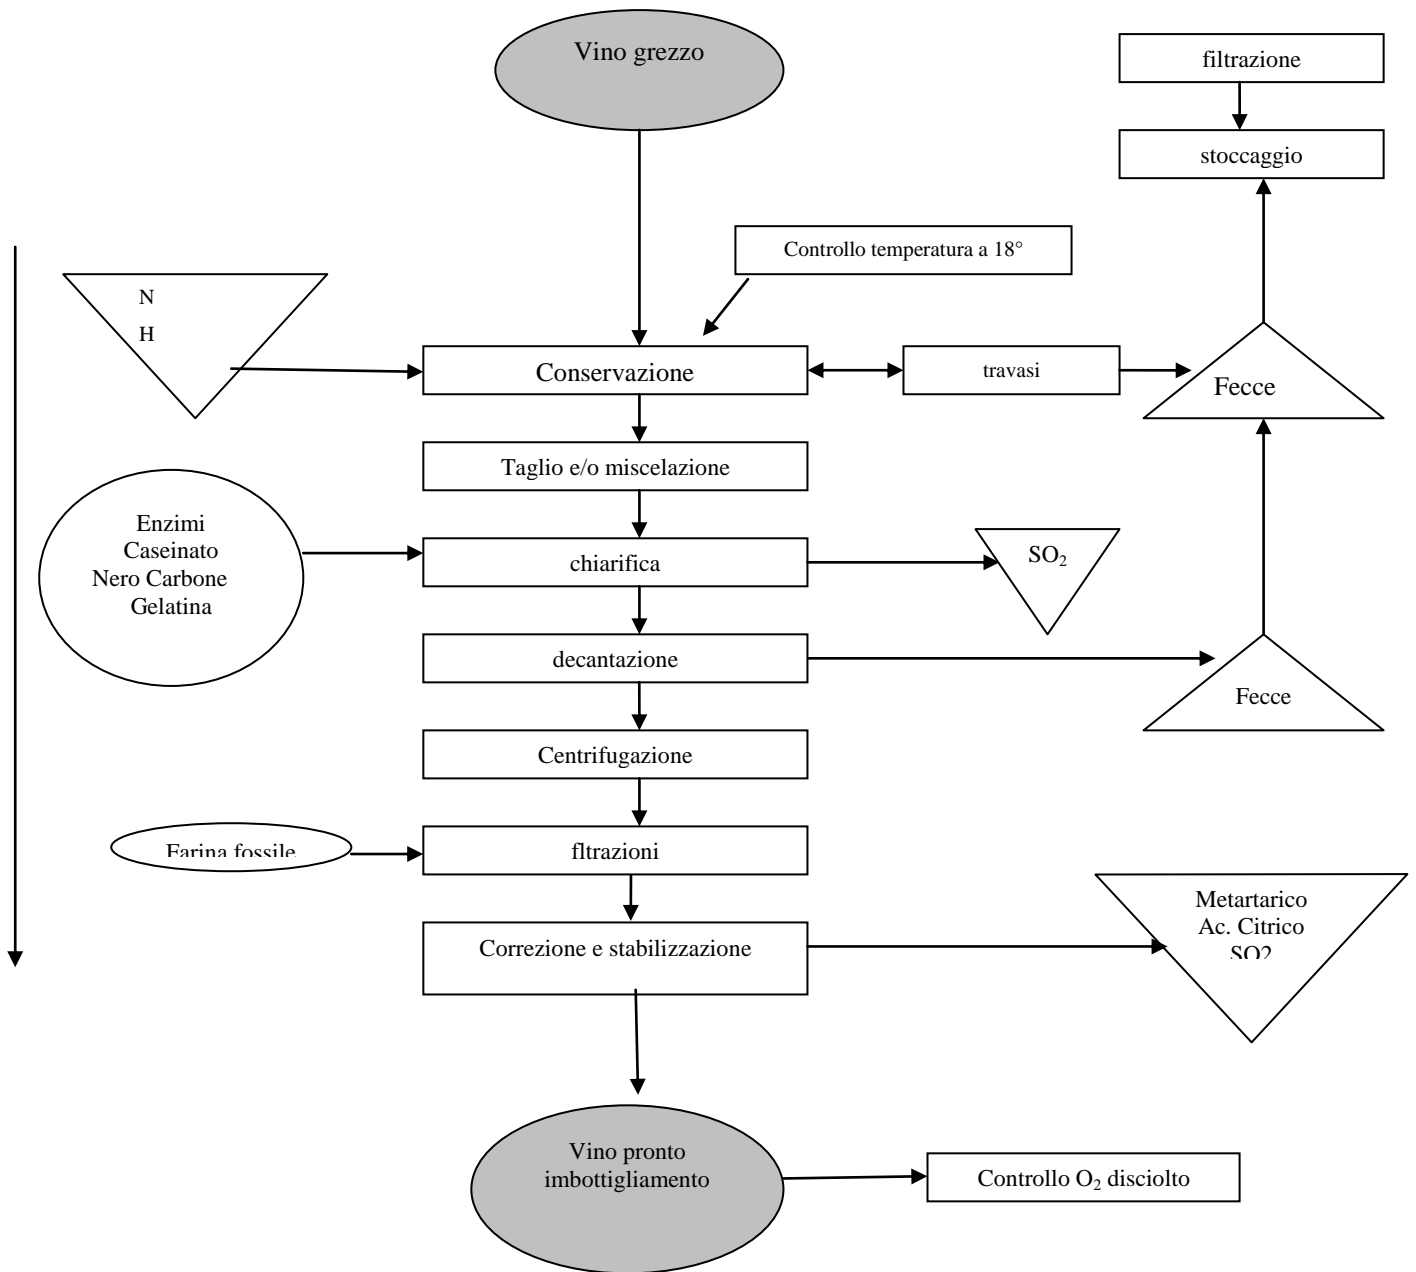 Vino grezzo
filtrazione
stoccaggio
Controllo temperatura a 18°
N
H
Conservazione
travasi
Fecce
Taglio e/o miscelazione
Enzimi
Caseinato
Nero Carbone
Gelatina
chiarifica
SO₂
decantazione
Fecce
Centrifugazione
Farina fossile
fltrazioni
Metartarico
Ac. Citrico
SO2
Correzione e stabilizzazione
Vino pronto
imbottigliamento
Controllo O₂ disciolto